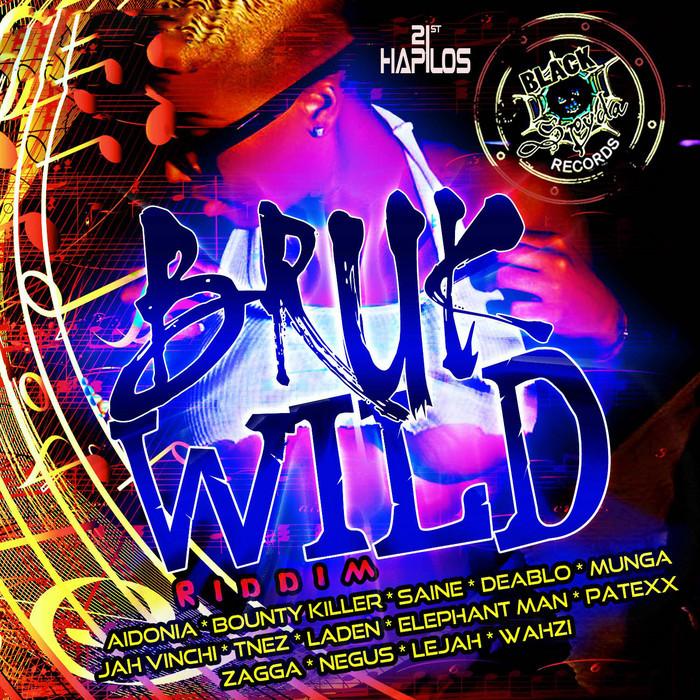 21ST
HAPILOS
BLACK
RECORDS
BRUK
WILD
RIDDIM
AIDONIA * BOUNTY KILLER * SAINE * DEABLO * MUNGA
JAH VINCHI * TNEZ * LADEN * ELEPHANT MAN * PATEXX
ZAGGA * NEGUS * LEJAH * WAHZI